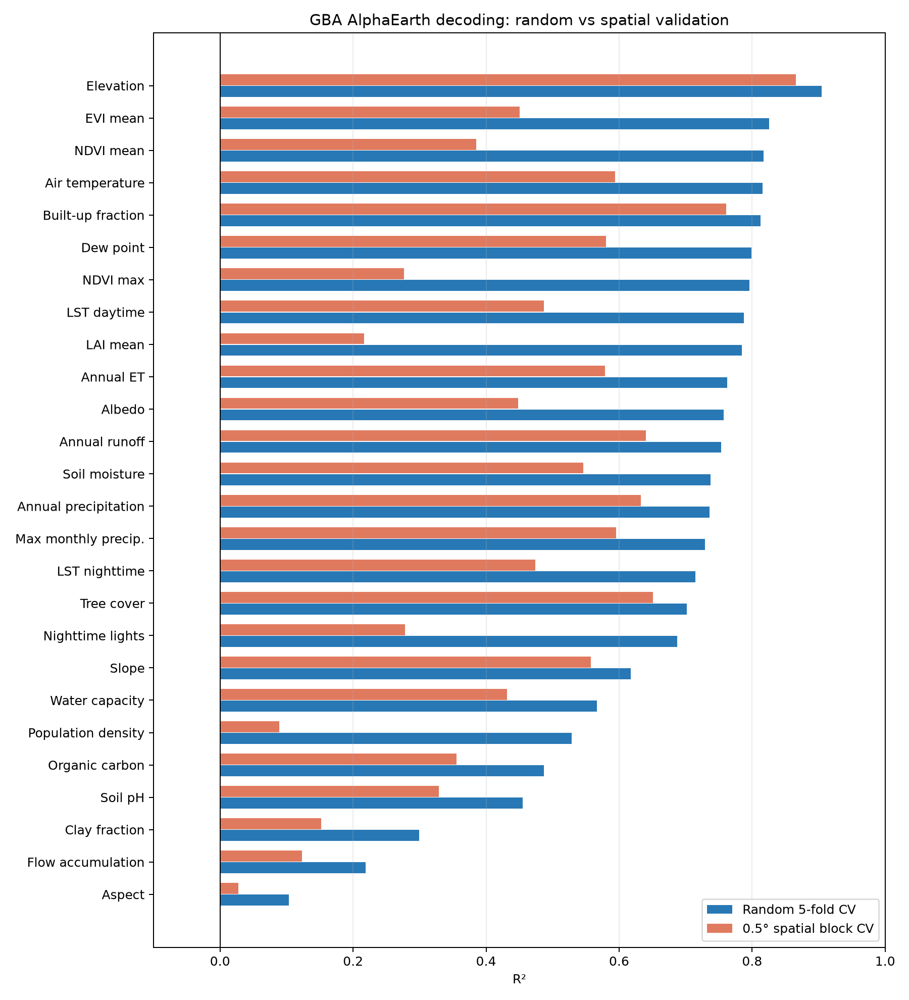 GBA AlphaEarth decoding: random vs spatial validation
Elevation
EVI mean
NDVI mean
Air temperature
Built-up fraction
Dew point
NDVI max
LST daytime
LAI mean
Annual ET
Albedo
Annual runoff
Soil moisture
Annual precipitation
Max monthly precip.
LST nighttime
Tree cover
Nighttime lights
Slope
Water capacity
Population density
Organic carbon
Soil pH
Clay fraction
Flow accumulation
Aspect
Random 5-fold CV
0.5° spatial block CV
0.0 0.2 0.4 0.6 0.8 1.0
R²